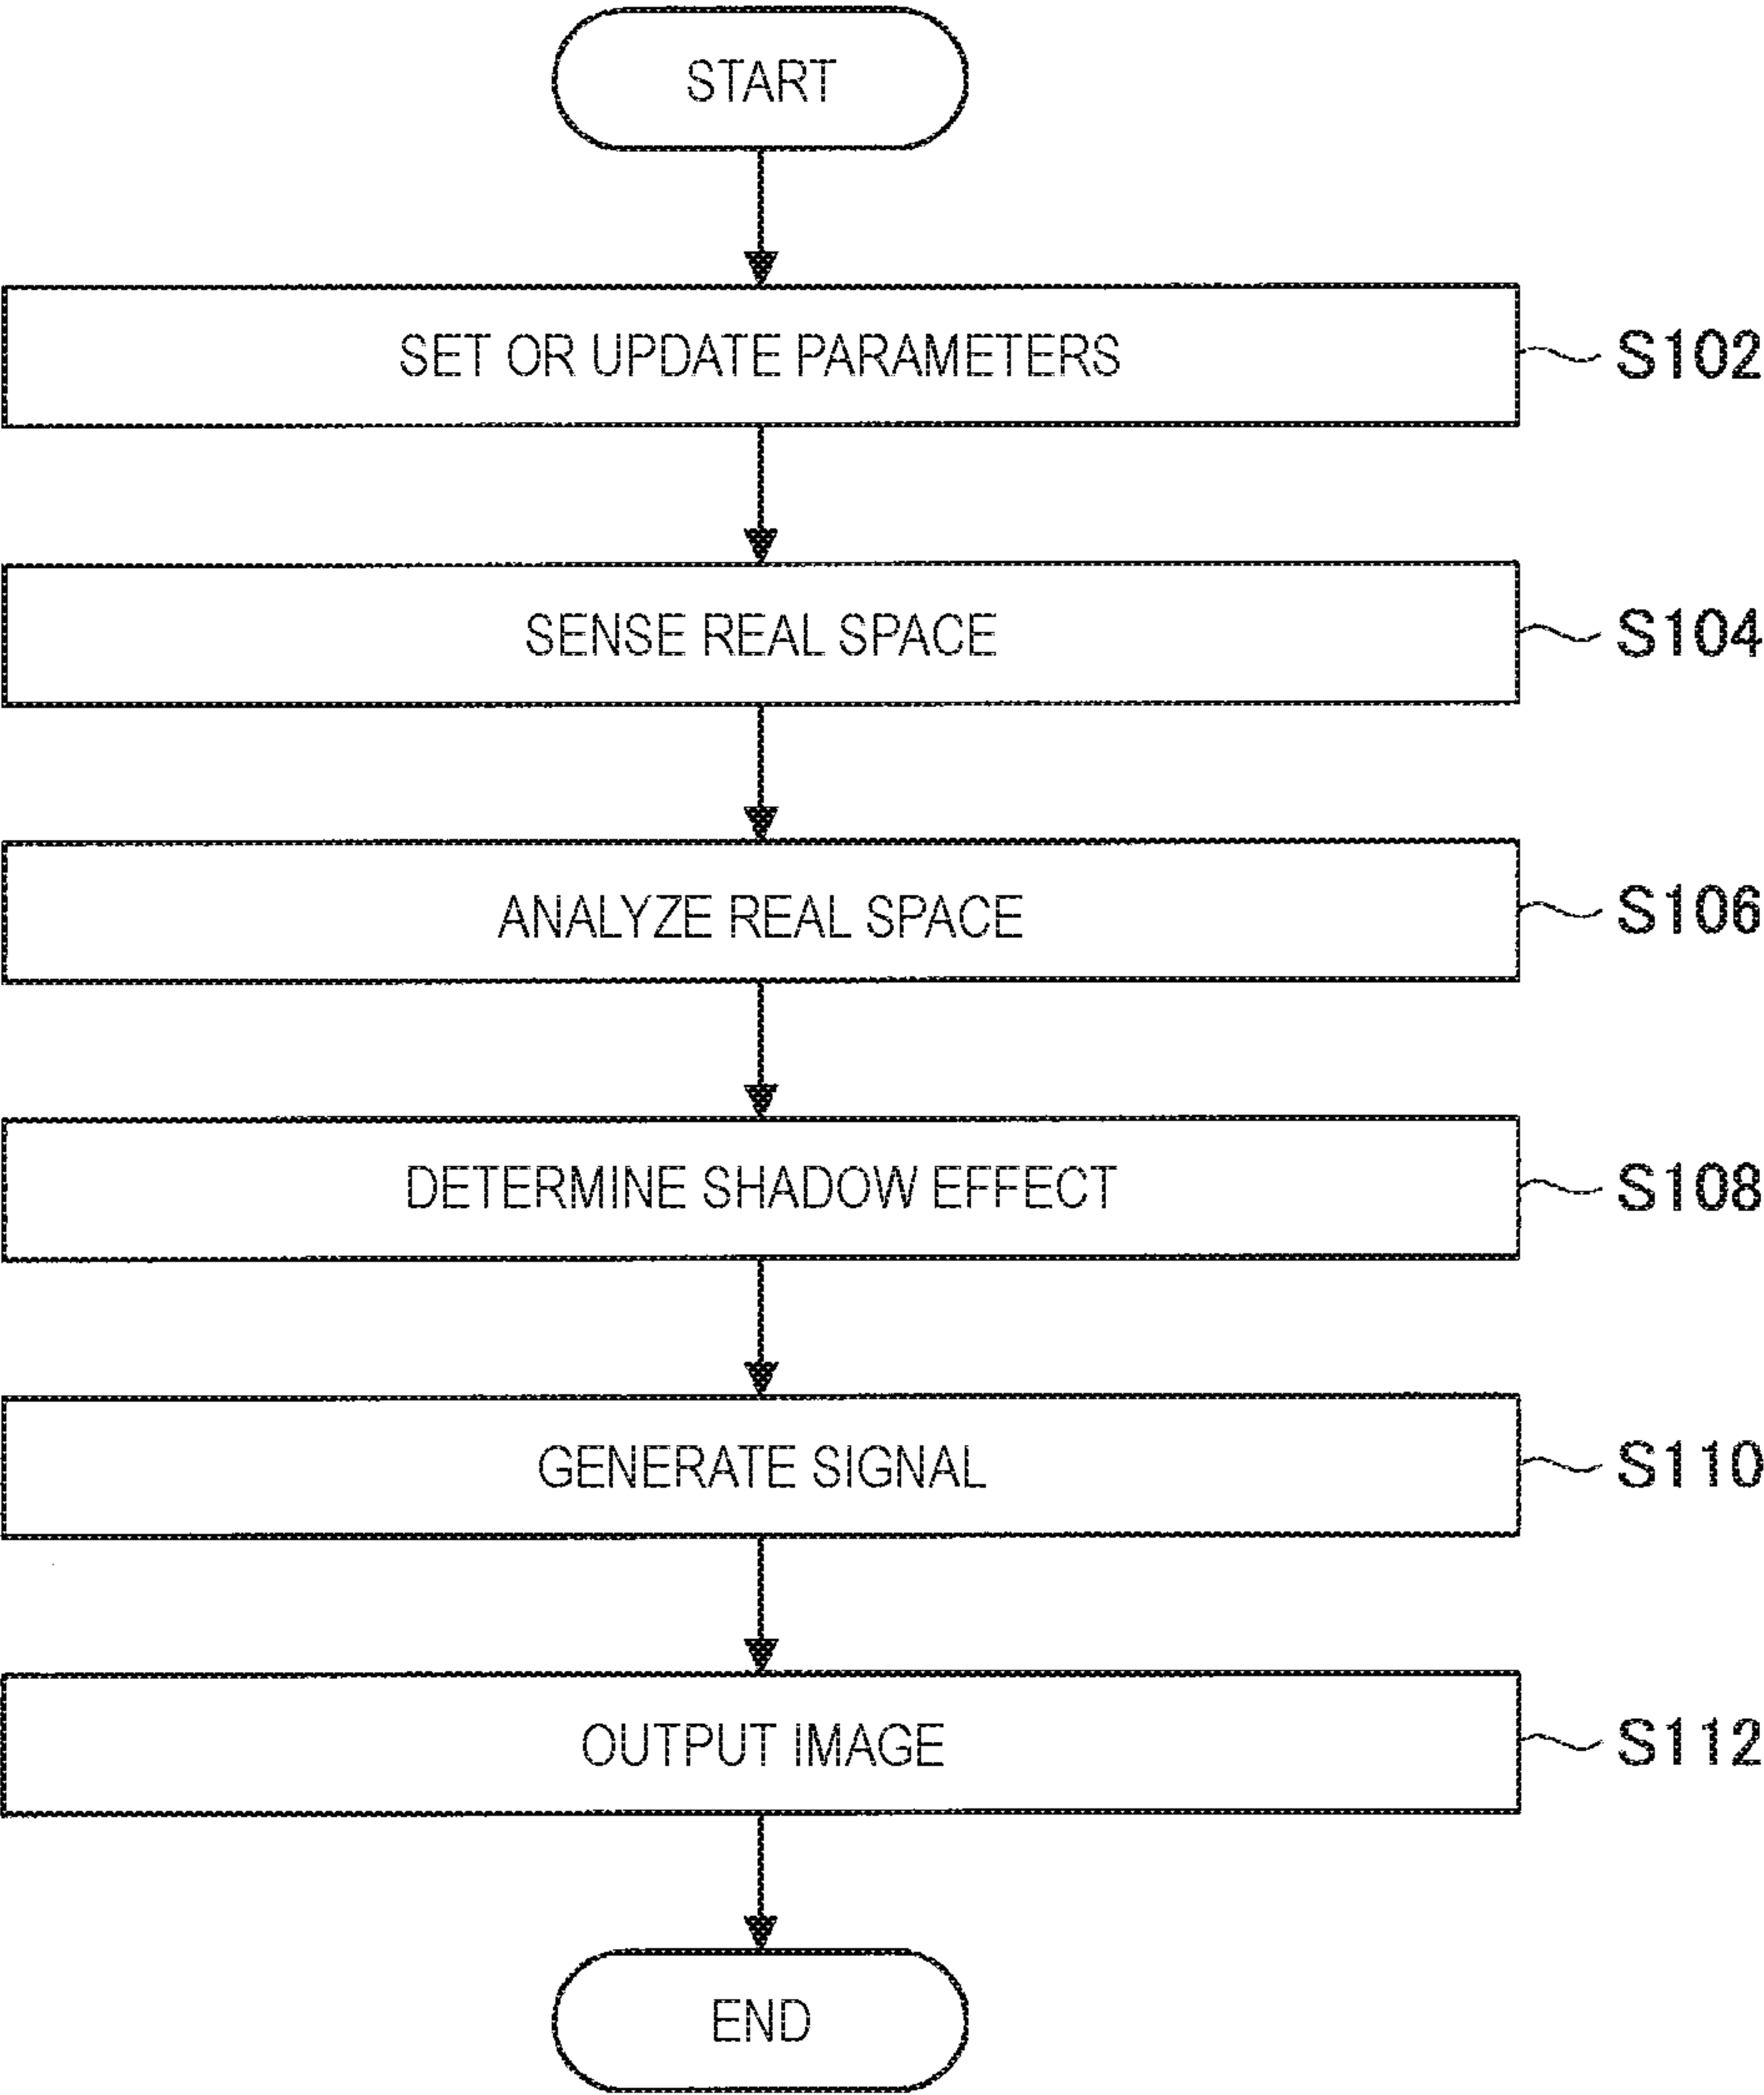 START
SET OR UPDATE PARAMETERS
S102
SENSE REAL SPACE
S104
ANALYZE REAL SPACE
S106
DETERMINE SHADOW EFFECT
S108
GENERATE SIGNAL
S110
OUTPUT IMAGE
S112
END